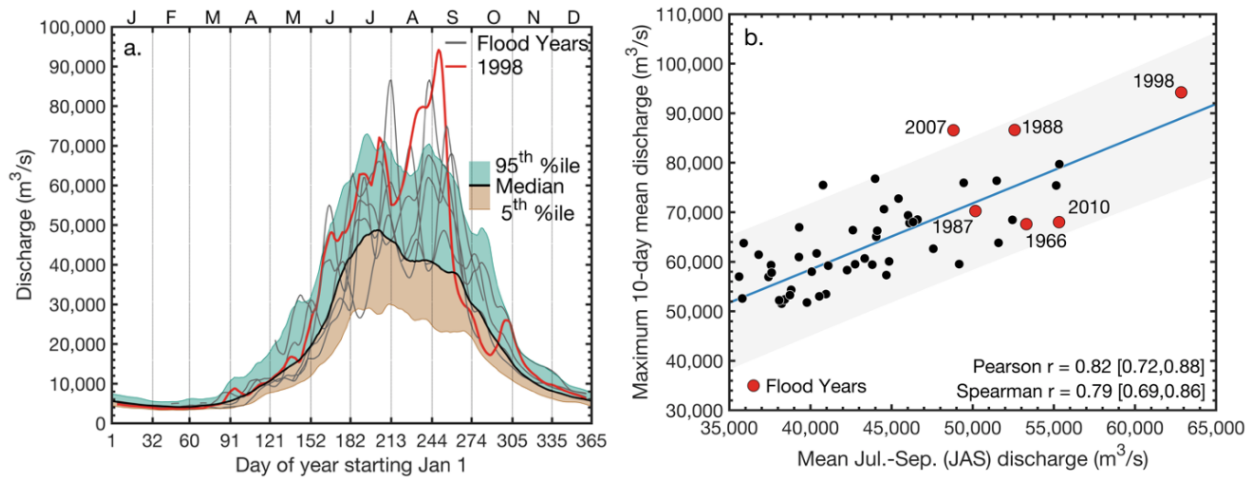 J F M A M J J A S O N D
a.
Flood Years
1998
95th %ile
Median
5th %ile
100,000
90,000
80,000
70,000
60,000
50,000
40,000
30,000
20,000
10,000
0
Discharge (m3/s)
1 32 60 91 121 152 182 213 244 274 305 335 365
Day of year starting Jan 1
b.
110,000
100,000
90,000
80,000
70,000
60,000
50,000
40,000
30,000
Maximum 10-day mean discharge (m3/s)
1998
2007
1988
1987
2010
1966
Pearson r = 0.82 [0.72,0.88]
Flood Years
Spearman r = 0.79 [0.69,0.86]
35,000 40,000 45,000 50,000 55,000 60,000 65,000
Mean Jul.-Sep. (JAS) discharge (m3/s)